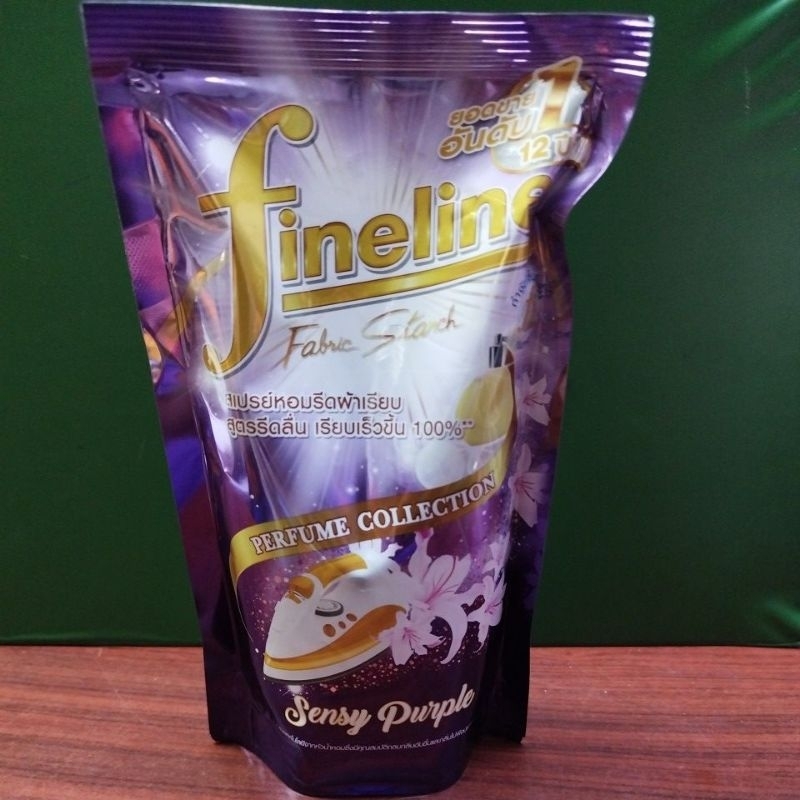 ยอดขาย
อันดับ 1
12 ปี
fineline
Fabric Starch
สเปรย์หอมรีดผ้าเรียบ
สูตรรีดลื่น เรียบเร็วขึ้น 100%**
PERFUME COLLECTION
Sensy Purple